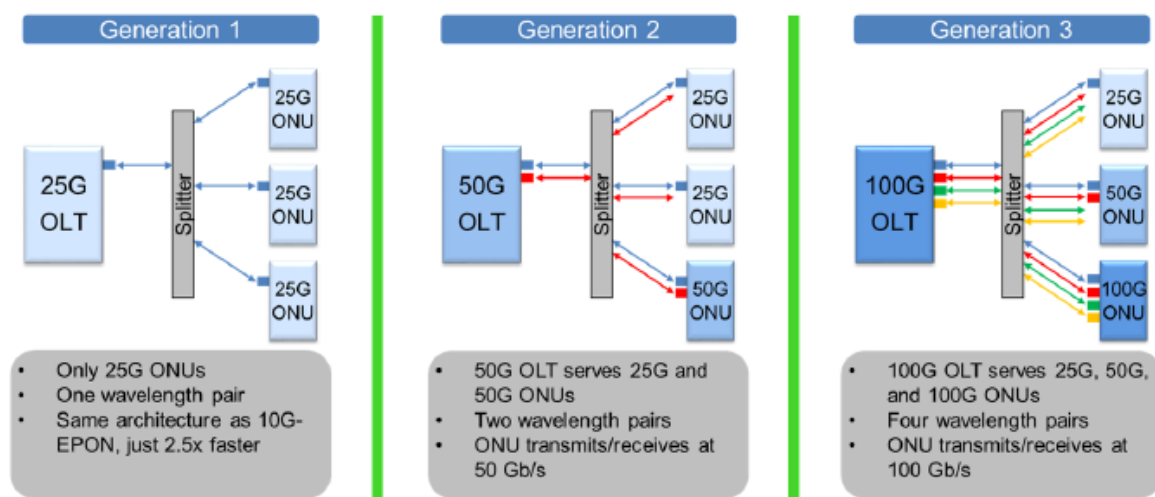 Generation 1
25G
OLT
Splitter
25G
ONU
25G
ONU
25G
ONU
• Only 25G ONUs
• One wavelength pair
• Same architecture as 10G-
EPON, just 2.5x faster
Generation 2
50G
OLT
Splitter
25G
ONU
25G
ONU
50G
ONU
• 50G OLT serves 25G and
50G ONUs
• Two wavelength pairs
• ONU transmits/receives at
50 Gb/s
Generation 3
100G
OLT
Splitter
25G
ONU
50G
ONU
100G
ONU
• 100G OLT serves 25G, 50G,
and 100G ONUs
• Four wavelength pairs
• ONU transmits/receives at
100 Gb/s